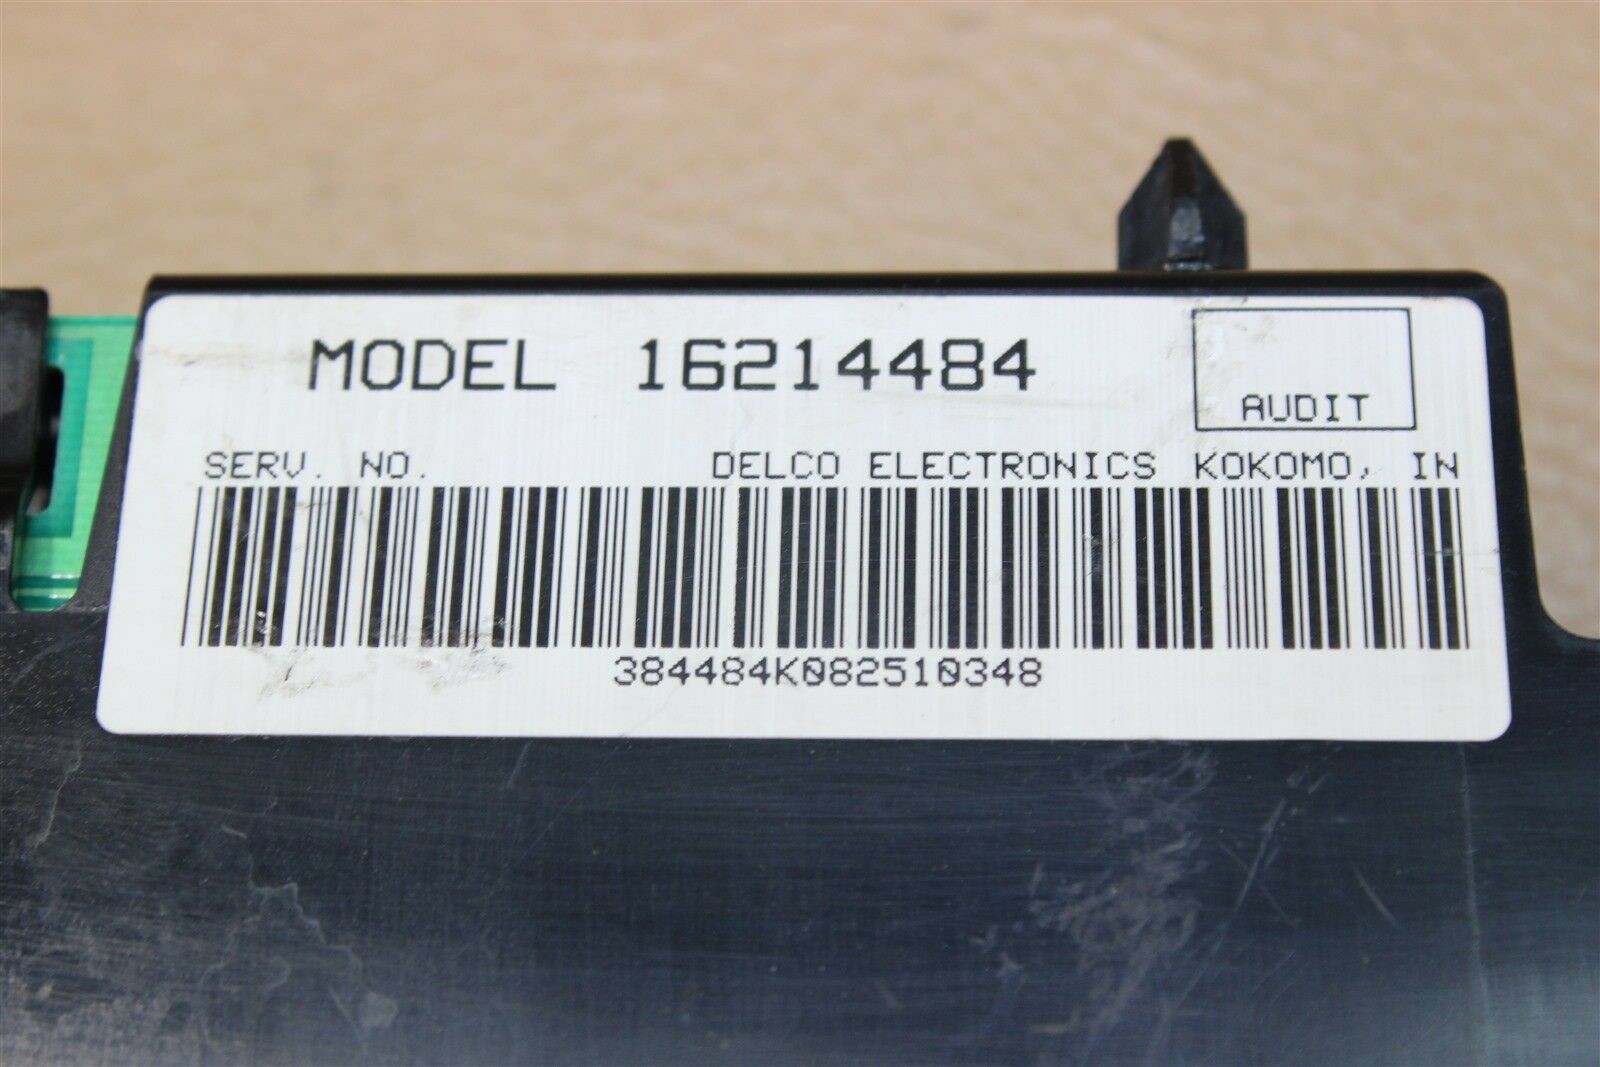 MODEL 16214484
AUDIT
SERV. NO. DELCO ELECTRONICS KOKOMO, IN
384484K082510348